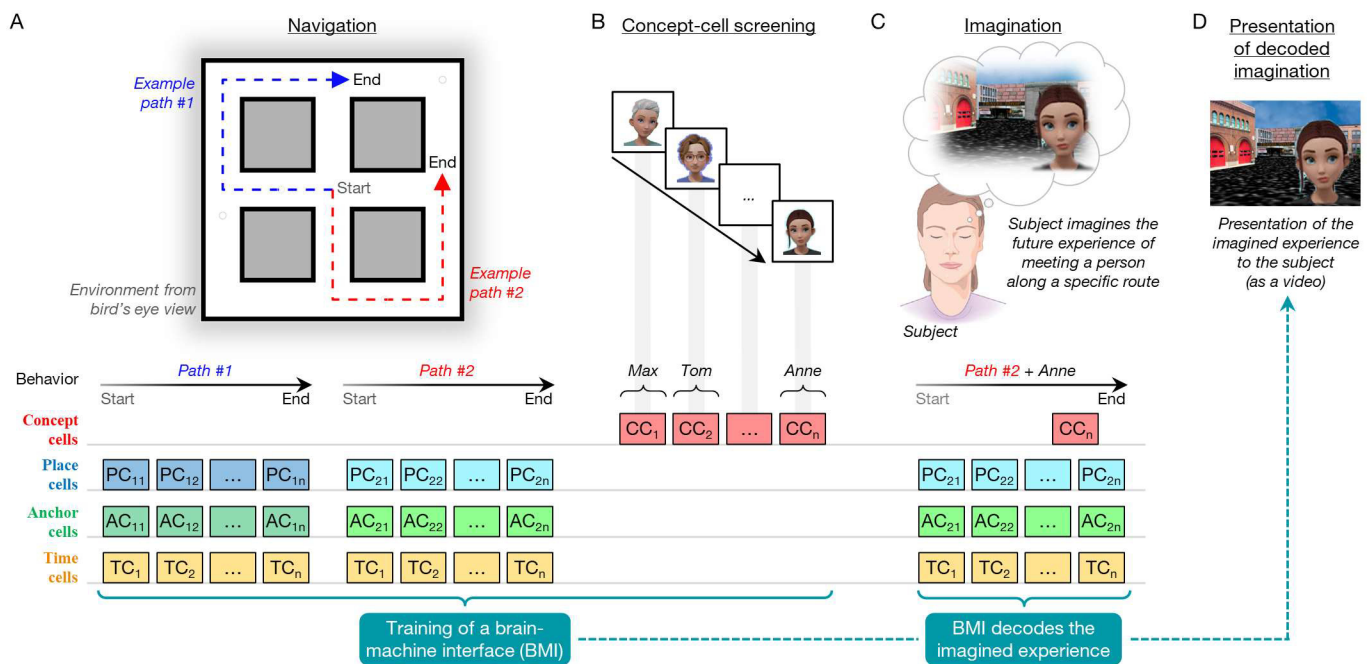 A
Navigation
Example
path #1
End
End
Start
Example
path #2
Environment from
bird's eye view
B
Concept-cell screening
...
C
Imagination
Subject imagines the
future experience of
meeting a person
along a specific route
Subject
D
Presentation
of decoded
imagination
Presentation of the
imagined experience
to the subject
(as a video)
Behavior
Path #1
Start
End
Path #2
Start
End
Max
Tom
Anne
Path #2 + Anne
Start
End
Concept
cells
CC₁
CC₂
...
CCₙ
CCₙ
Place
cells
PC₁₁
PC₁₂
...
PC₁ₙ
PC₂₁
PC₂₂
...
PC₂ₙ
PC₂₁
PC₂₂
...
PC₂ₙ
Anchor
cells
AC₁₁
AC₁₂
...
AC₁ₙ
AC₂₁
AC₂₂
...
AC₂ₙ
AC₂₁
AC₂₂
...
AC₂ₙ
Time
cells
TC₁
TC₂
...
TCₙ
TC₁
TC₂
...
TCₙ
TC₁
TC₂
...
TCₙ
Training of a brain-
machine interface (BMI)
BMI decodes the
imagined experience